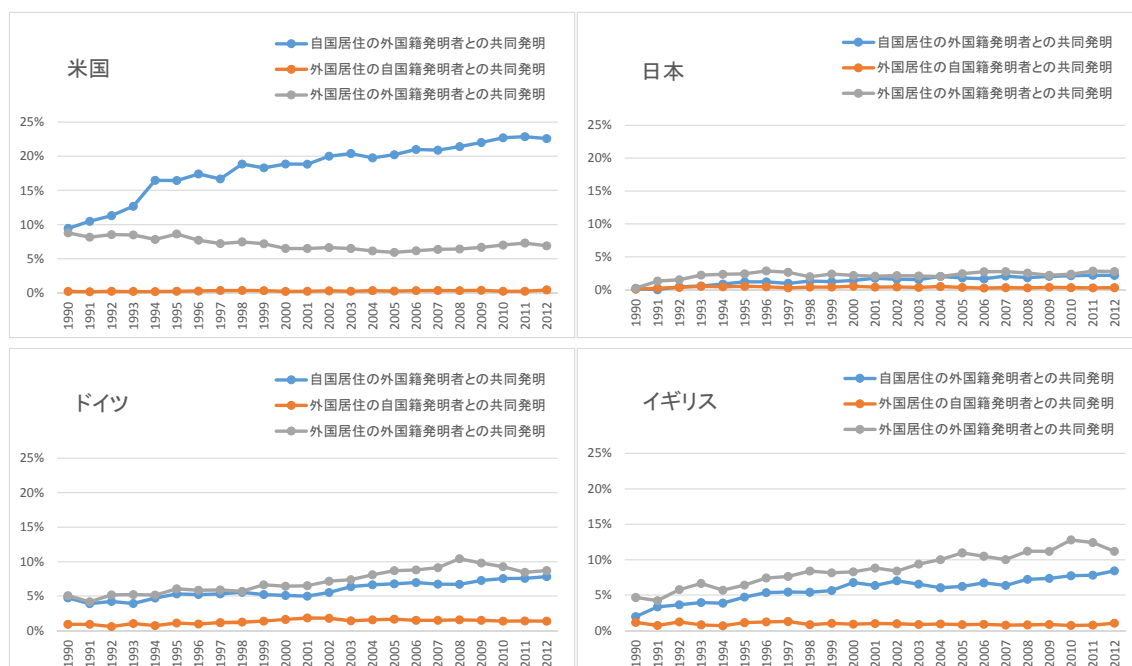 米国
自国居住の外国籍発明者との共同発明
外国居住の自国籍発明者との共同発明
外国居住の外国籍発明者との共同発明
25%
20%
15%
10%
5%
0%
1990 1991 1992 1993 1994 1995 1996 1997 1998 1999 2000 2001 2002 2003 2004 2005 2006 2007 2008 2009 2010 2011 2012
日本
自国居住の外国籍発明者との共同発明
外国居住の自国籍発明者との共同発明
外国居住の外国籍発明者との共同発明
25%
20%
15%
10%
5%
0%
1990 1991 1992 1993 1994 1995 1996 1997 1998 1999 2000 2001 2002 2003 2004 2005 2006 2007 2008 2009 2010 2011 2012
ドイツ
自国居住の外国籍発明者との共同発明
外国居住の自国籍発明者との共同発明
外国居住の外国籍発明者との共同発明
25%
20%
15%
10%
5%
0%
1990 1991 1992 1993 1994 1995 1996 1997 1998 1999 2000 2001 2002 2003 2004 2005 2006 2007 2008 2009 2010 2011 2012
イギリス
自国居住の外国籍発明者との共同発明
外国居住の自国籍発明者との共同発明
外国居住の外国籍発明者との共同発明
25%
20%
15%
10%
5%
0%
1990 1991 1992 1993 1994 1995 1996 1997 1998 1999 2000 2001 2002 2003 2004 2005 2006 2007 2008 2009 2010 2011 2012